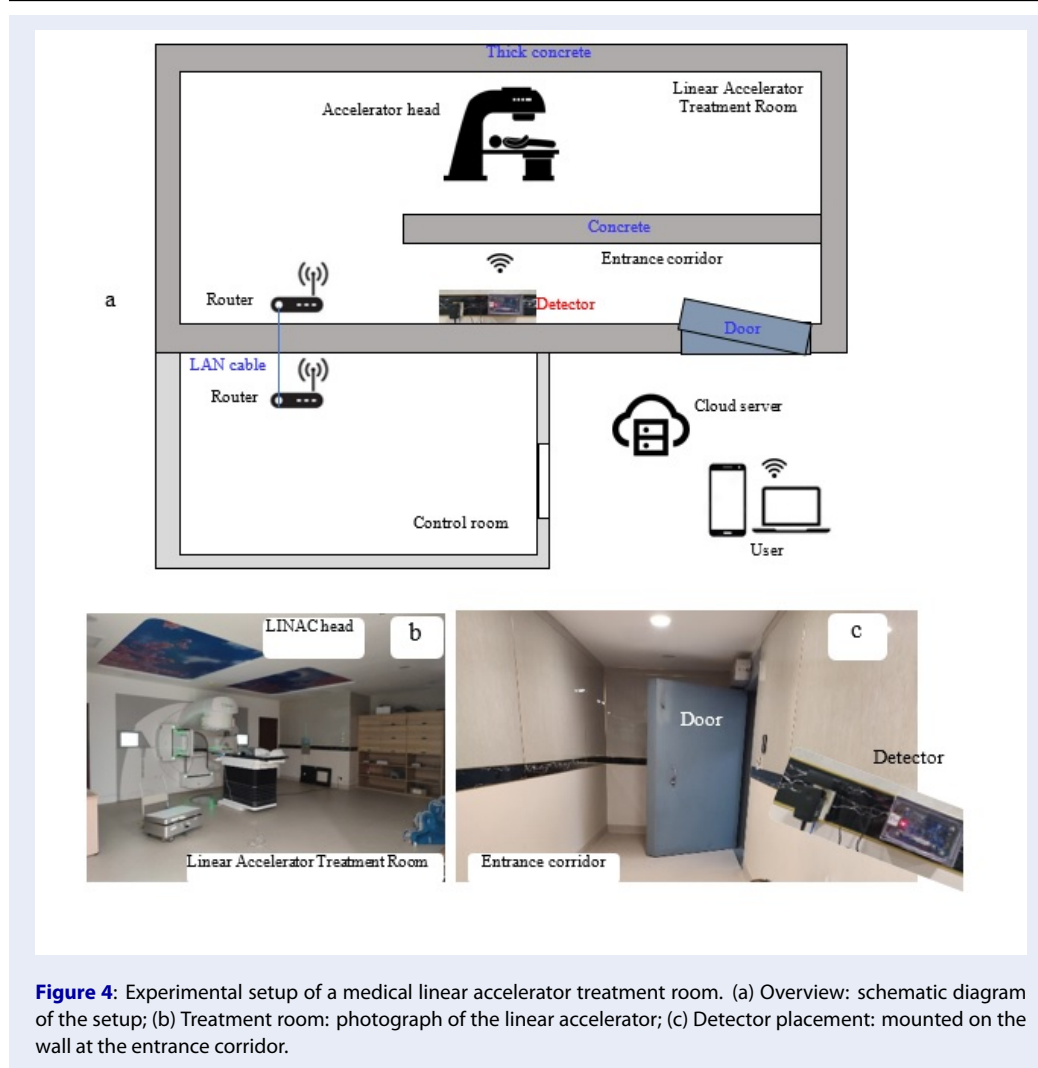 Thick concrete
Linear Accelerator
Treatment Room
Accelerator head
Concrete
Entrance corridor
a
Router
Detector
Door
LAN cable
Router
Cloud server
Control room
User
LINAC head
b
Linear Accelerator Treatment Room
c
Door
Detector
Entrance corridor
Figure 4: Experimental setup of a medical linear accelerator treatment room. (a) Overview: schematic diagram
of the setup; (b) Treatment room: photograph of the linear accelerator; (c) Detector placement: mounted on the
wall at the entrance corridor.